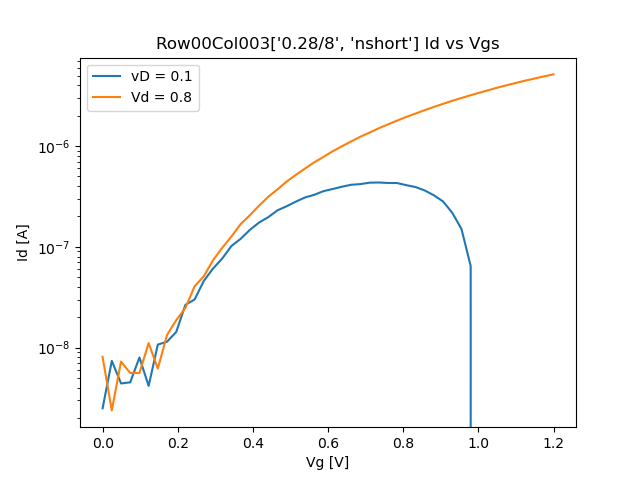 Row00Col003['0.28/8', 'nshort'] Id vs Vgs
vD = 0.1
Vd = 0.8
Id [A]
10⁻⁶
10⁻⁷
10⁻⁸
0.0 0.2 0.4 0.6 0.8 1.0 1.2
Vg [V]